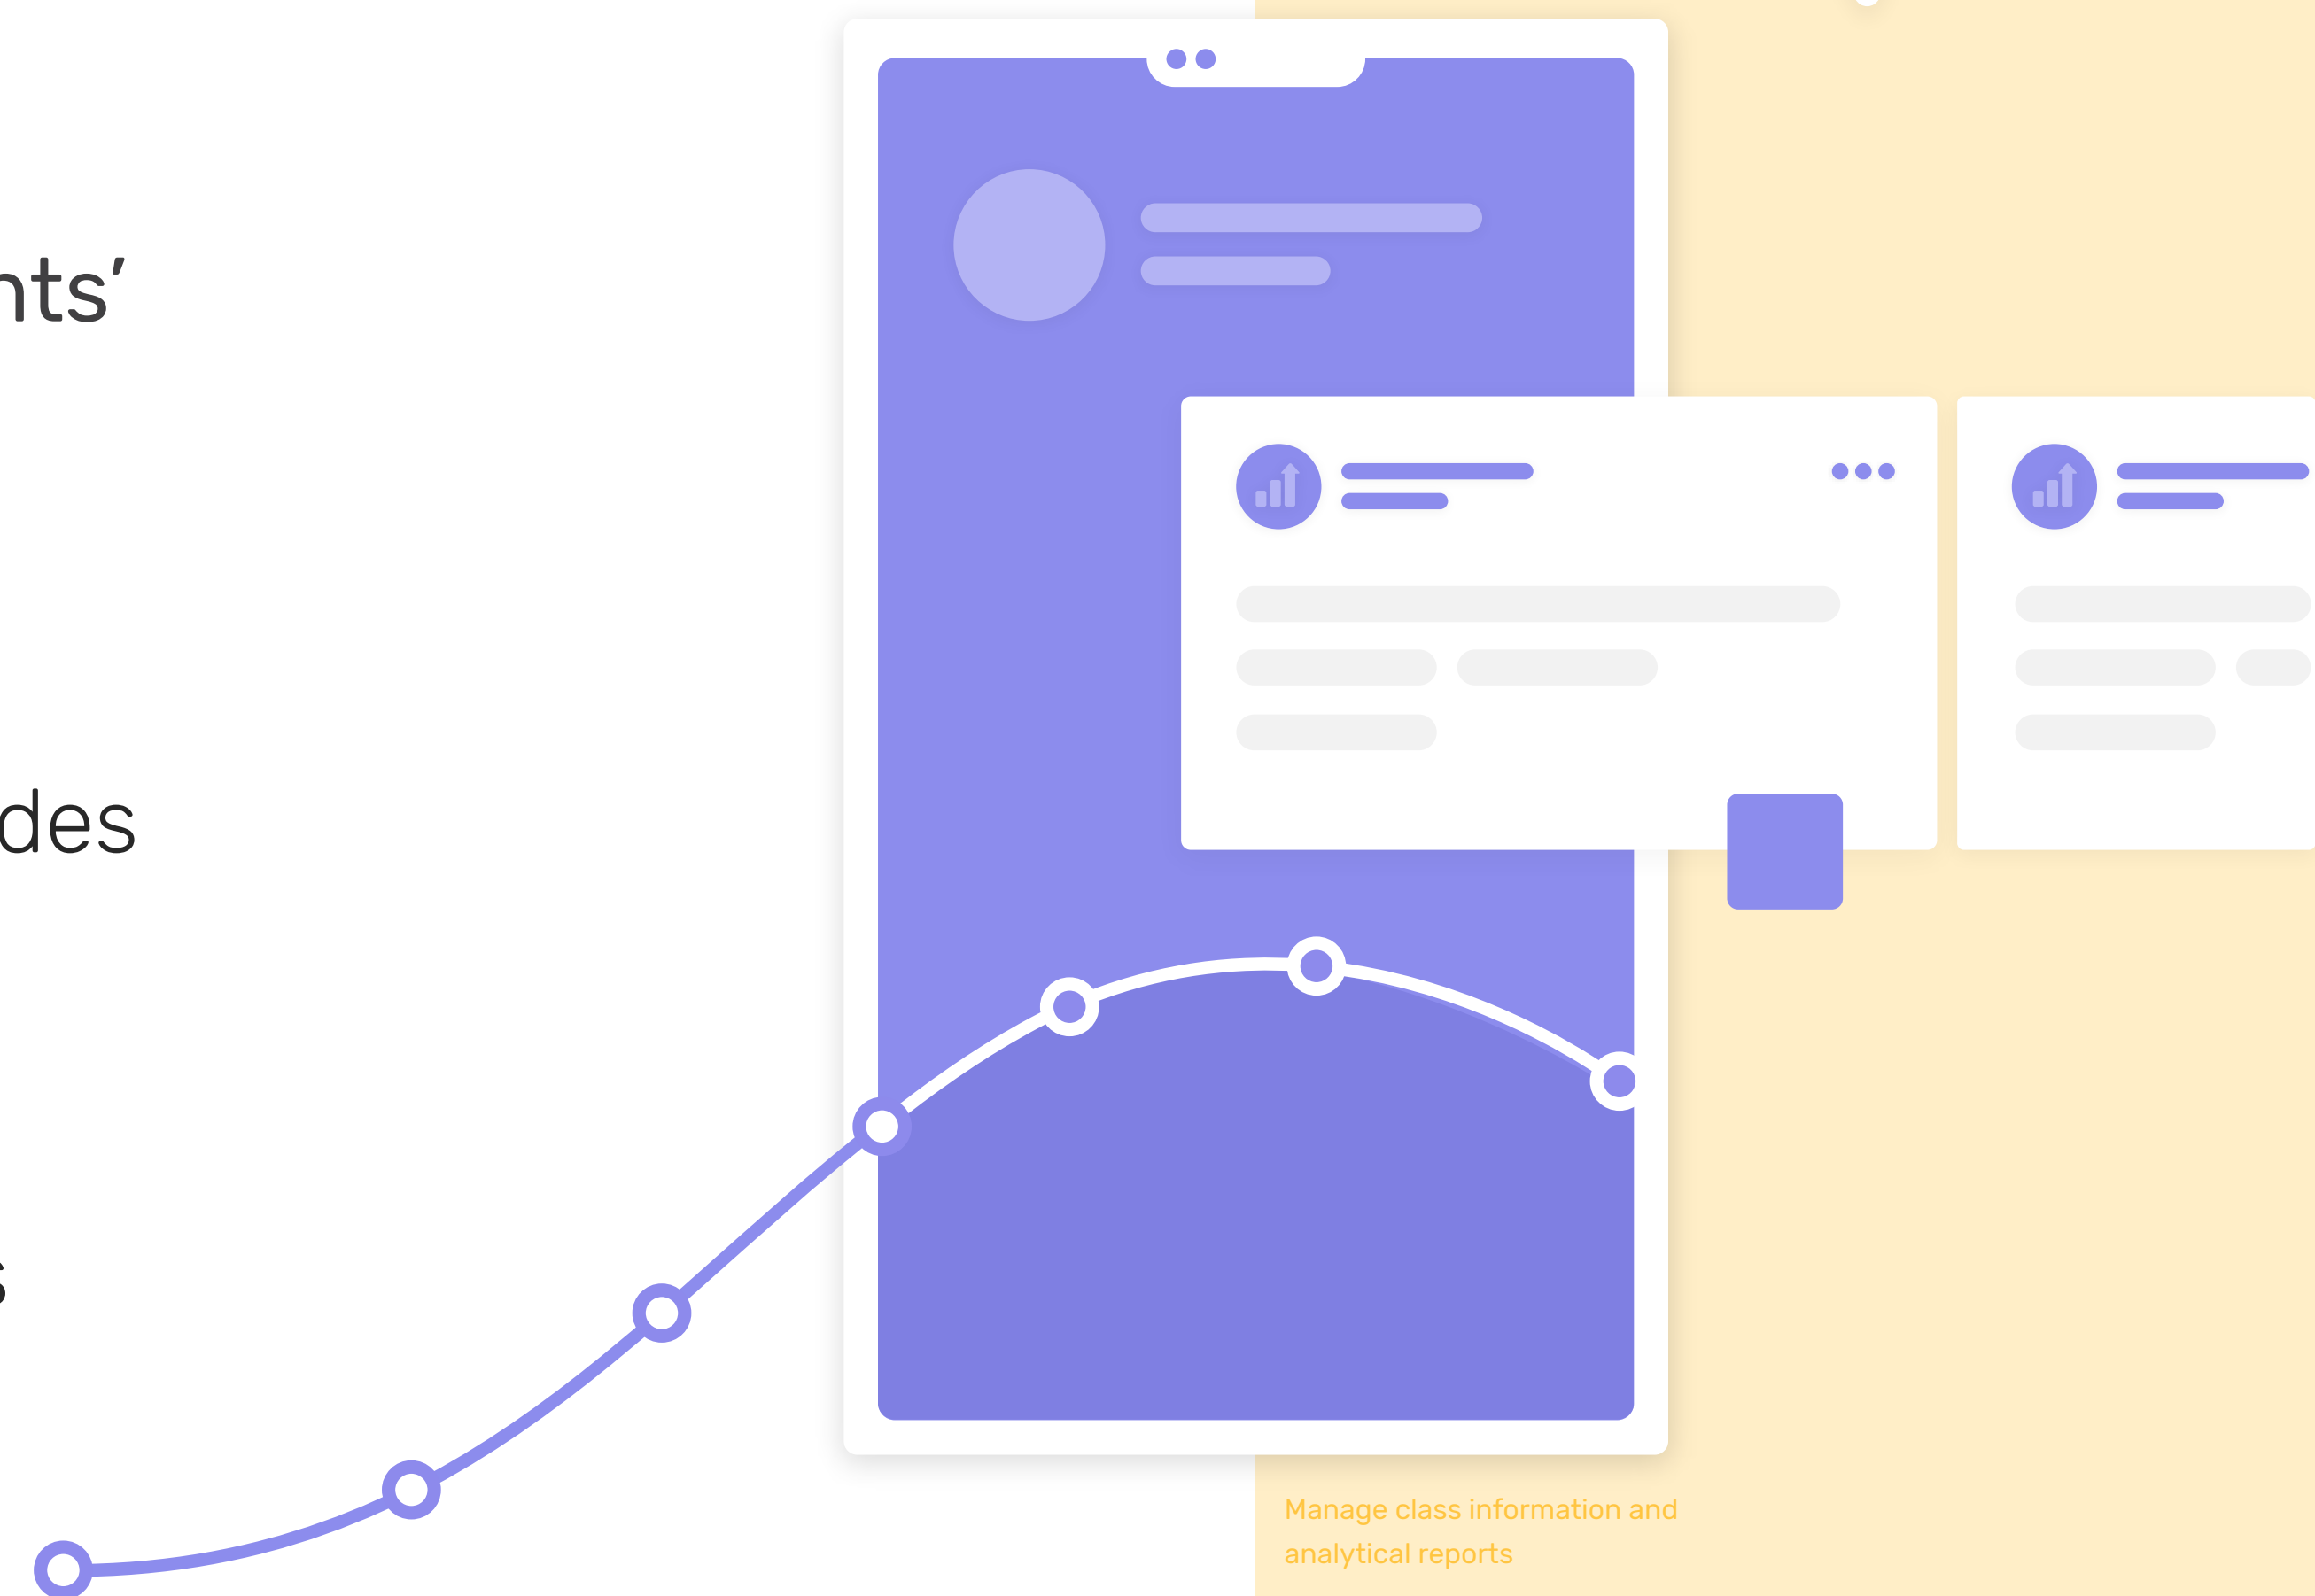 nts’
des
s
Manage class information and
analytical reports